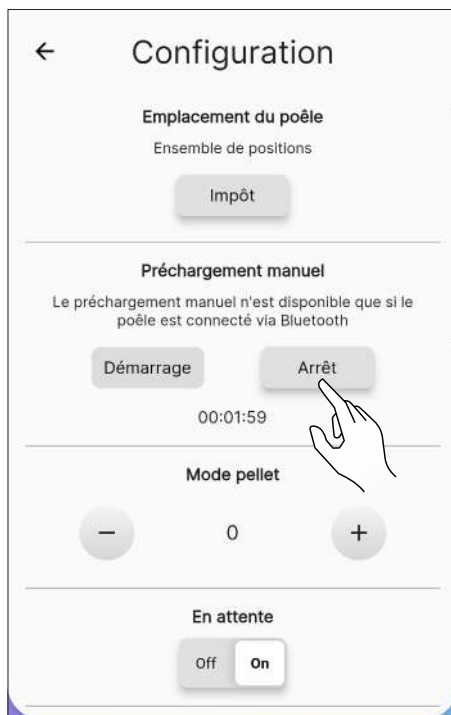 Configuration
Emplacement du poêle
Ensemble de positions
Impôt
Préchargement manuel
Le préchargement manuel n'est disponible que si le
poêle est connecté via Bluetooth
Démarrage Arrêt
00:01:59
Mode pellet
− 0 +
En attente
Off On